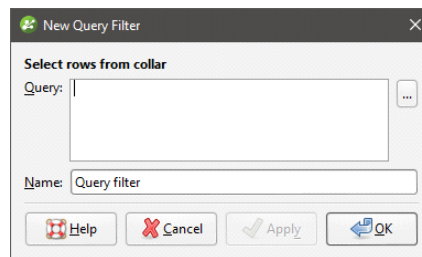 New Query Filter
Select rows from collar
Query:
...
Name: Query filter
Help Cancel Apply OK